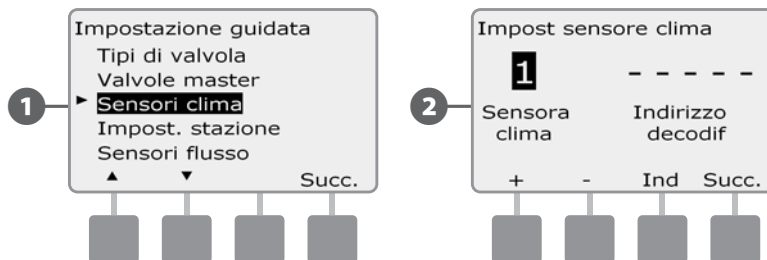 1
Impostazione guidata
Tipi di valvola
Valvole master
Sensori clima
Impost. stazione
Sensori flusso
▲ ▼ Succ.
2
Impost sensore clima
1 - - - - -
Sensora clima
Indirizzo decodif
+ - Ind Succ.